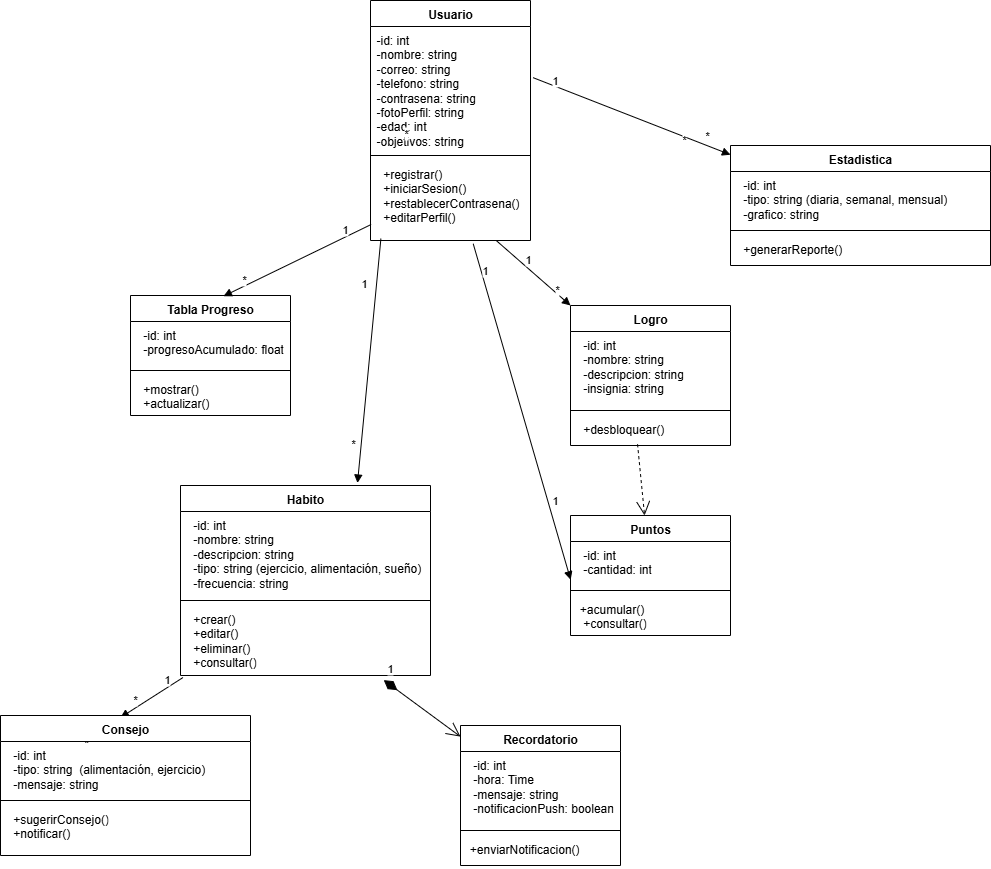 Usuario
-id: int
-nombre: string
-correo: string
-telefono: string
-contrasena: string
-fotoPerfil: string
-edad: int
*
-objetivos: string
+registrar()
+iniciarSesion()
+restablecerContrasena()
+editarPerfil()
1
*
*
Estadistica
-id: int
-tipo: string (diaria, semanal, mensual)
-grafico: string
+generarReporte()
1
*
Tabla Progreso
-id: int
-progresoAcumulado: float
+mostrar()
+actualizar()
1
*
1
*
Logro
-id: int
-nombre: string
-descripcion: string
-insignia: string
+desbloquear()
1
1
Puntos
-id: int
-cantidad: int
+acumular()
+consultar()
Habito
-id: int
-nombre: string
-descripcion: string
-tipo: string (ejercicio, alimentación, sueño)
-frecuencia: string
+crear()
+editar()
+eliminar()
+consultar()
1
*
1
Consejo
-id: int
-tipo: string (alimentación, ejercicio)
-mensaje: string
+sugerirConsejo()
+notificar()
Recordatorio
-id: int
-hora: Time
-mensaje: string
-notificacionPush: boolean
+enviarNotificacion()